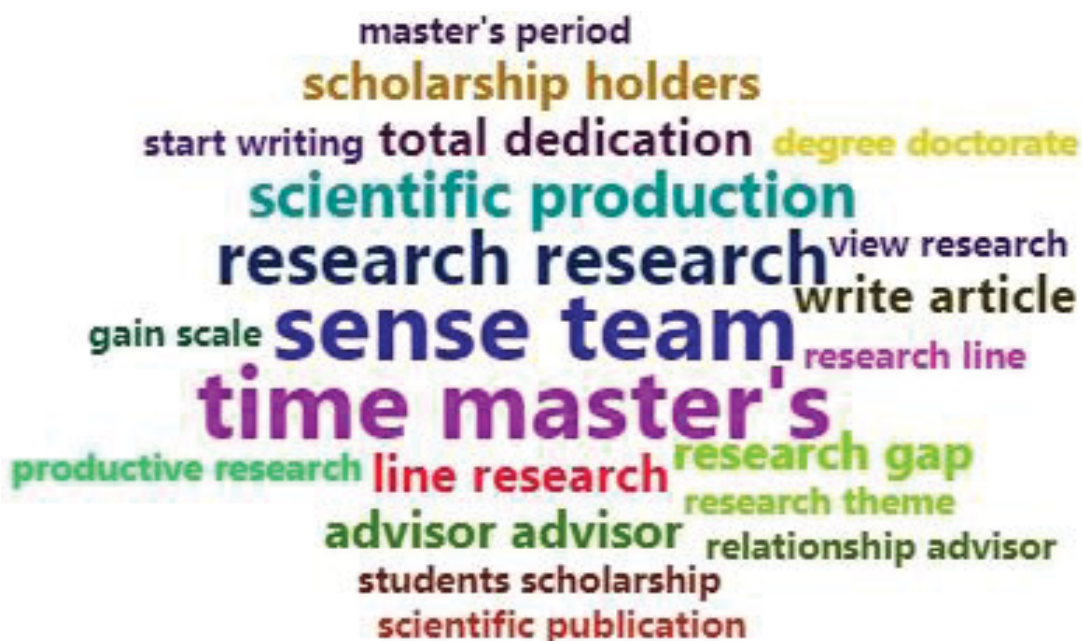 master's period
scholarship holders
start writing total dedication degree doctorate
scientific production
research research view research
write article
gain scale sense team research line
time master's
productive research line research research gap
research theme
advisor advisor relationship advisor
students scholarship
scientific publication